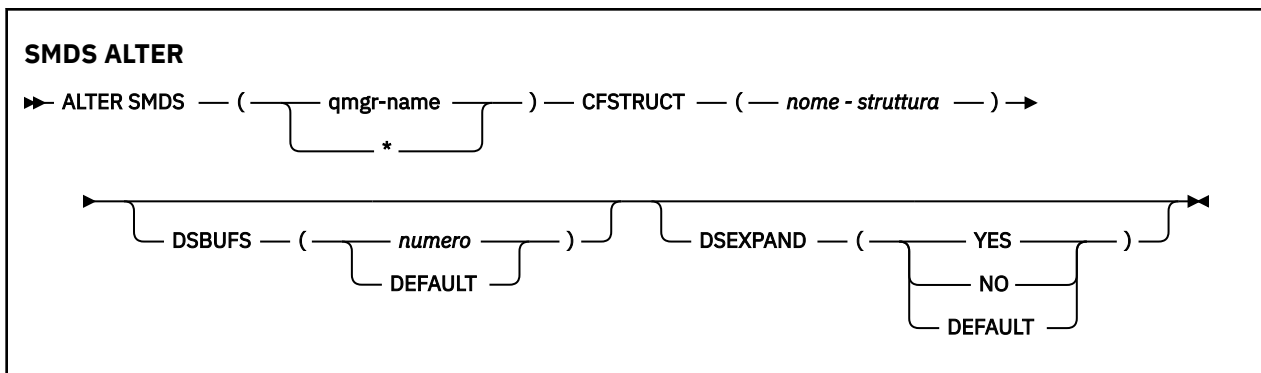 SMDS ALTER
ALTER SMDS ( qmgr-name ) CFSTRUCT ( nome - struttura )
*
DSBUFS ( numero ) DSEXPAND ( YES )
DEFAULT NO
DEFAULT